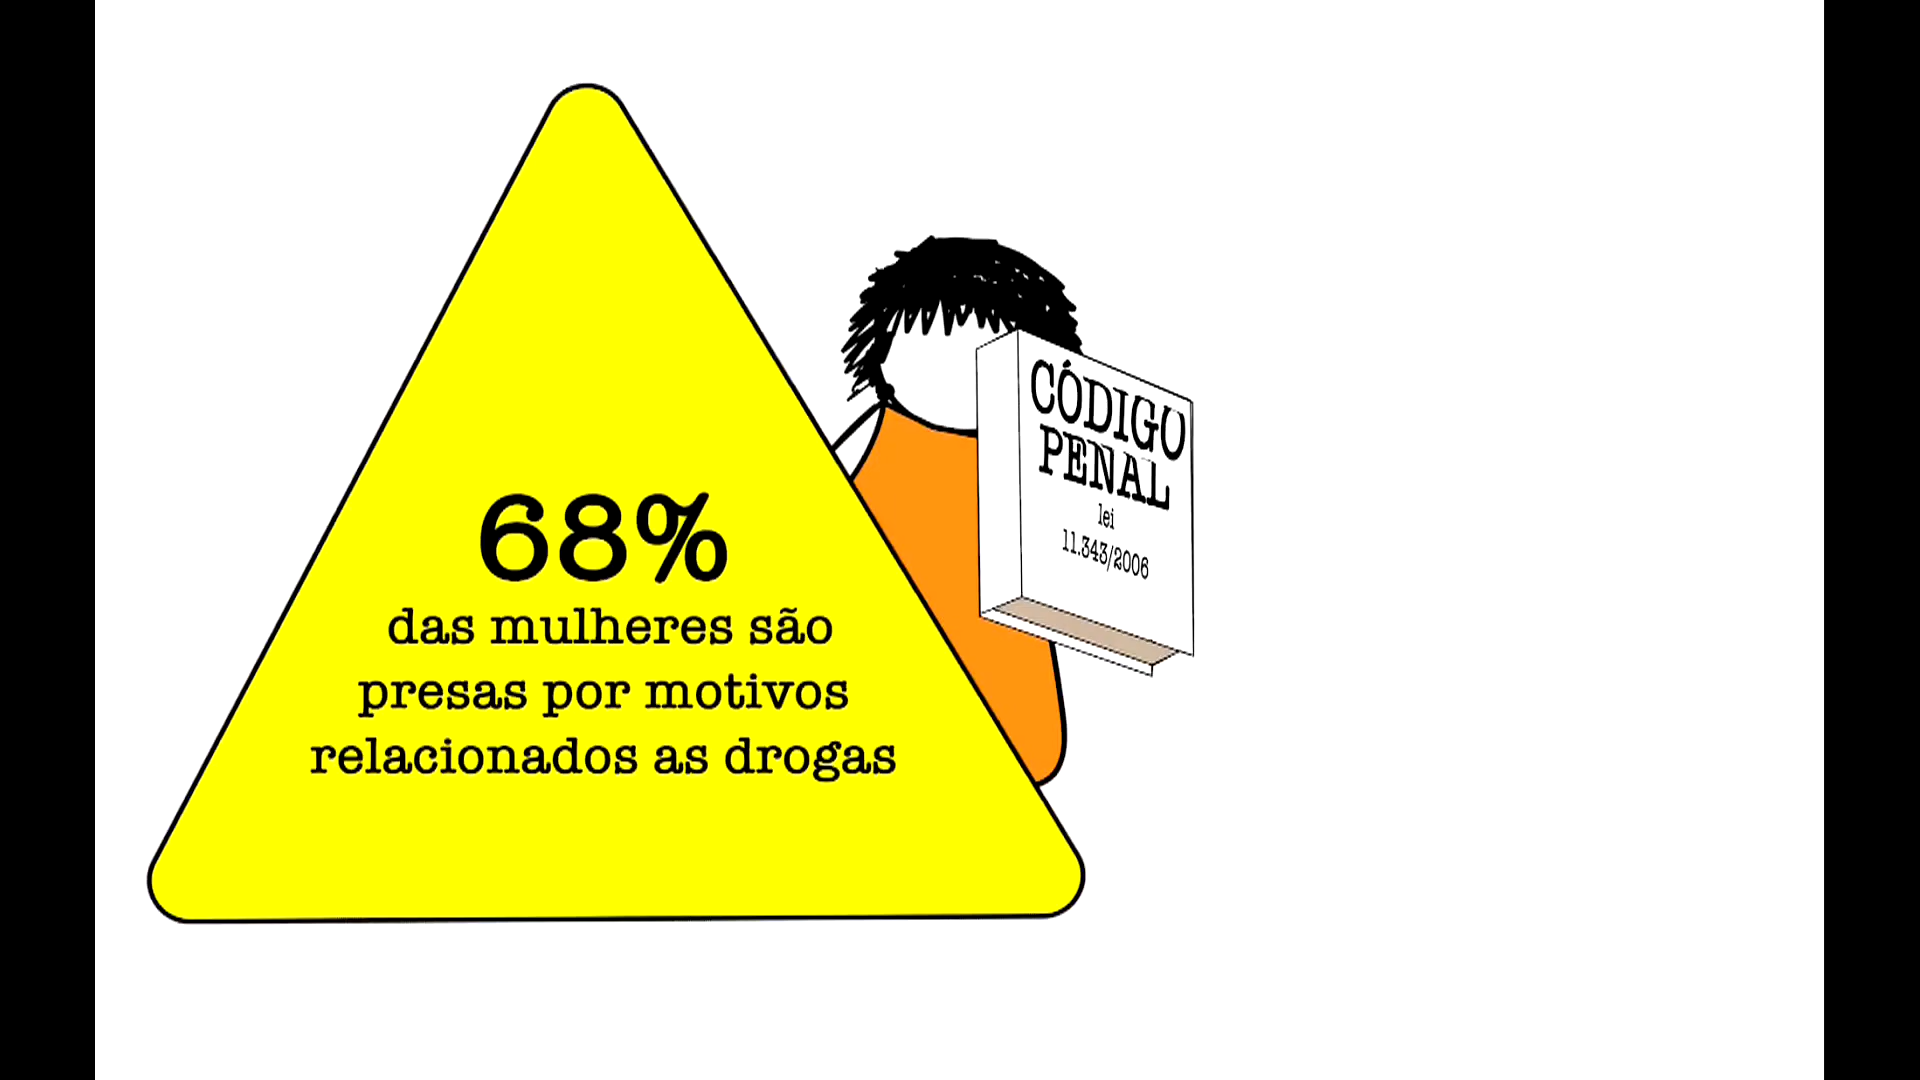 68%
das mulheres são
presas por motivos
relacionados as drogas
CÓDIGO
PENAL
lei
11.343/2006